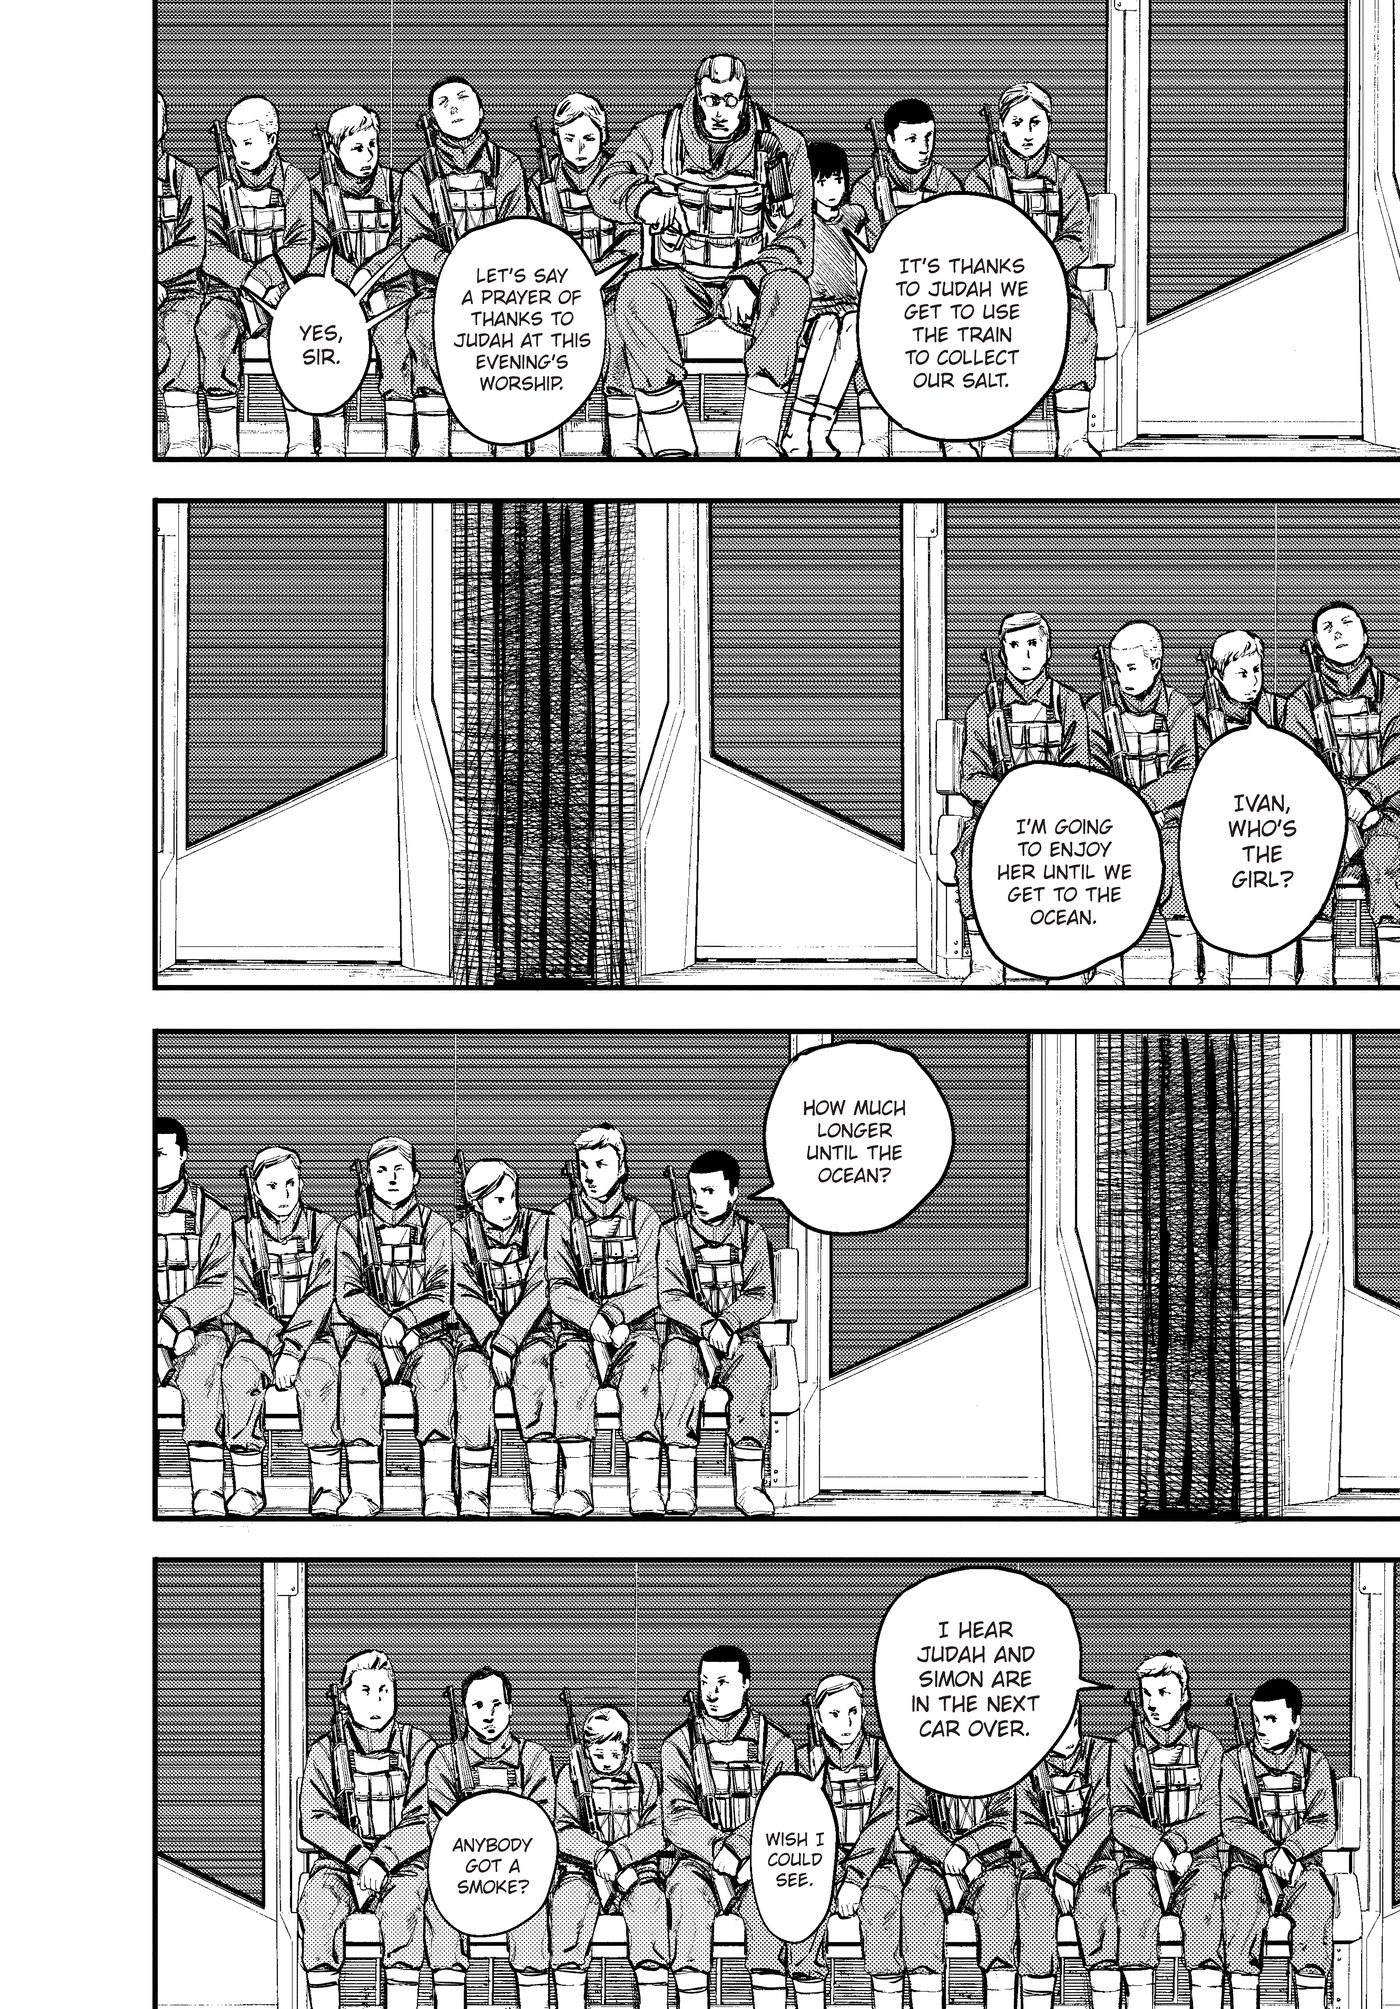 IT'S THANKS
TO JUDAH WE
GET TO USE
THE TRAIN
TO COLLECT
OUR SALT.
LET'S SAY
A PRAYER OF
THANKS TO
JUDAH AT THIS
EVENING'S
WORSHIP.
YES,
SIR.
IVAN,
WHO'S
THE
GIRL?
I'M GOING
TO ENJOY
HER UNTIL WE
GET TO THE
OCEAN.
HOW MUCH
LONGER
UNTIL THE
OCEAN?
I HEAR
JUDAH AND
SIMON ARE
IN THE NEXT
CAR OVER.
WISH I
COULD
SEE.
ANYBODY
GOT A
SMOKE?